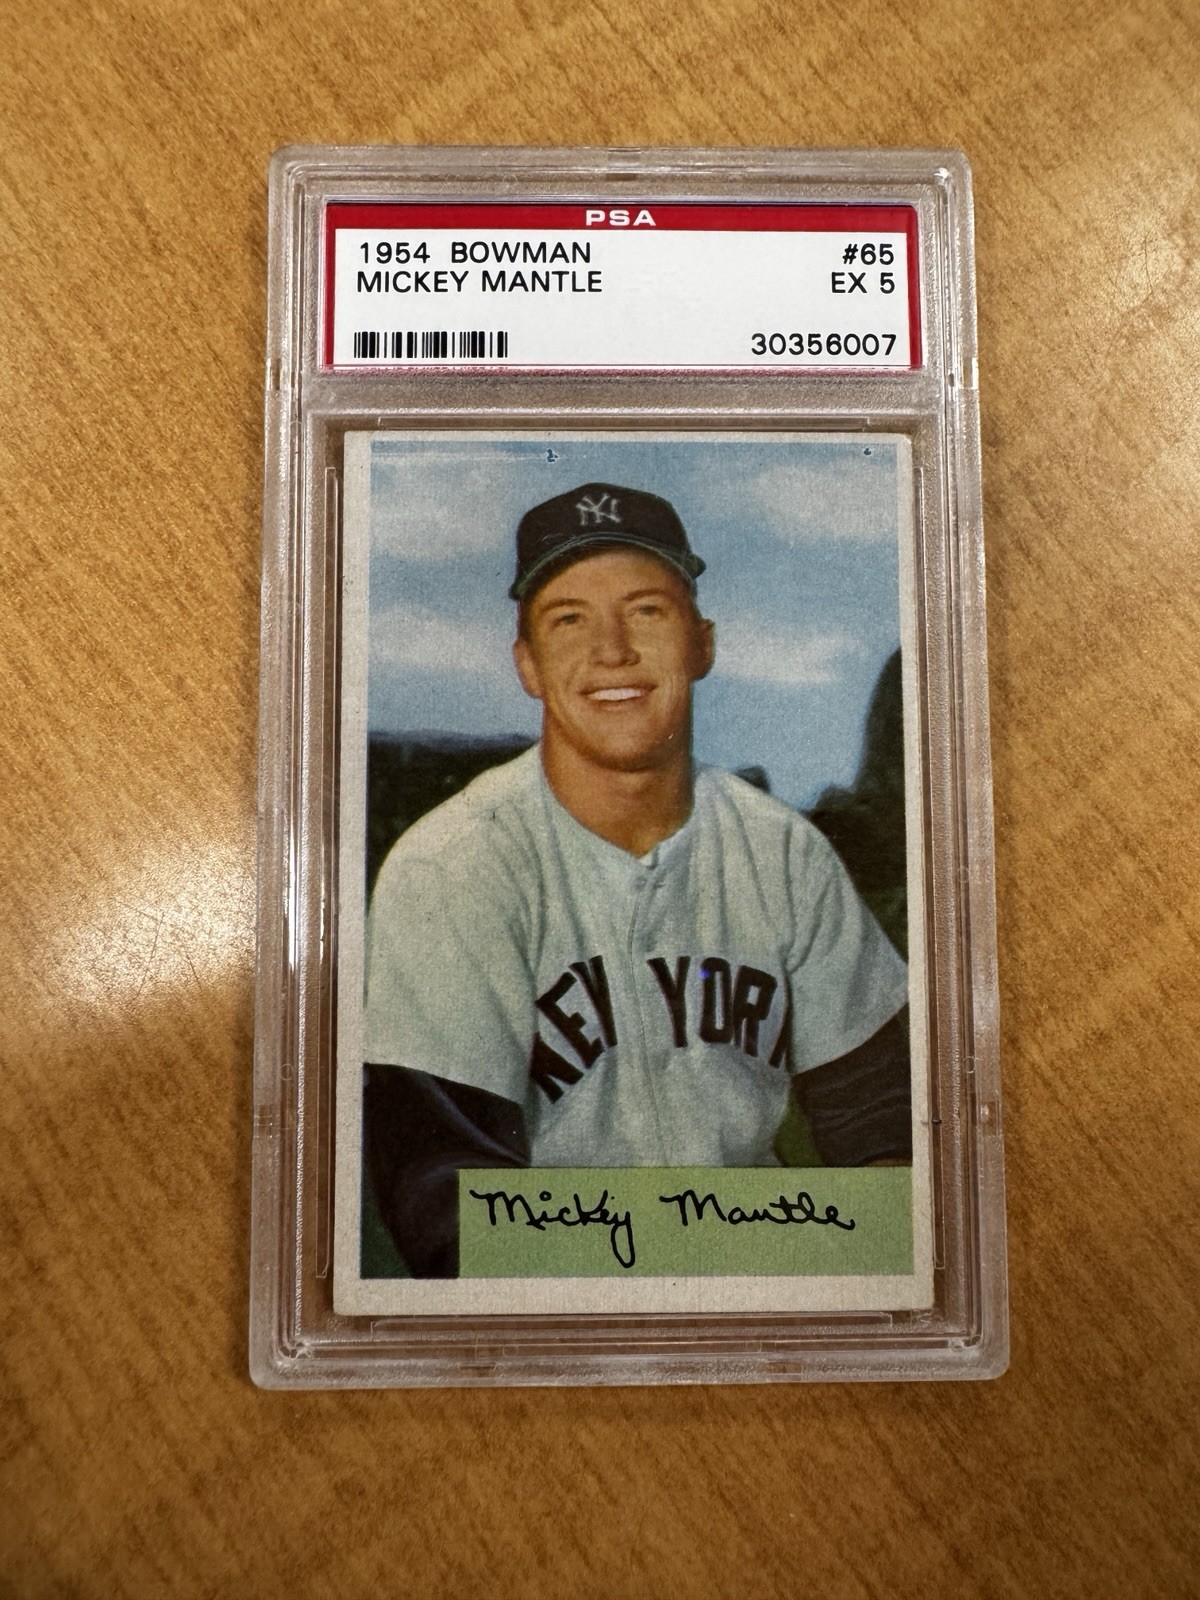 PSA
1954 BOWMAN #65
MICKEY MANTLE EX 5
30356007
NY
NEW YORK
Mickey Mantle